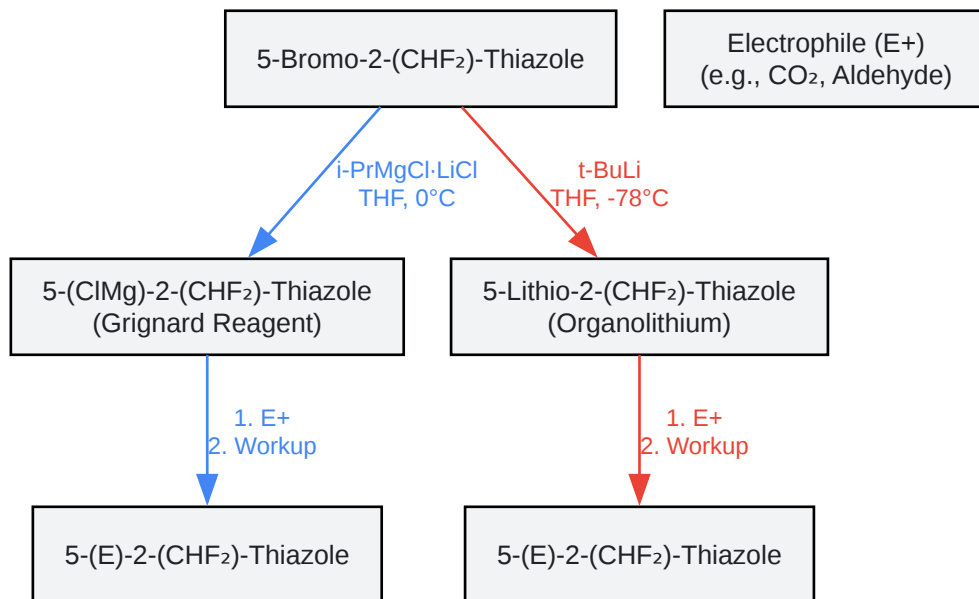 5-Bromo-2-(CHF₂)-Thiazole
Electrophile (E+)
(e.g., CO₂, Aldehyde)
i-PrMgCl·LiCl
THF, 0°C
t-BuLi
THF, -78°C
5-(ClMg)-2-(CHF₂)-Thiazole
(Grignard Reagent)
5-Lithio-2-(CHF₂)-Thiazole
(Organolithium)
1. E+
2. Workup
1. E+
2. Workup
5-(E)-2-(CHF₂)-Thiazole
5-(E)-2-(CHF₂)-Thiazole